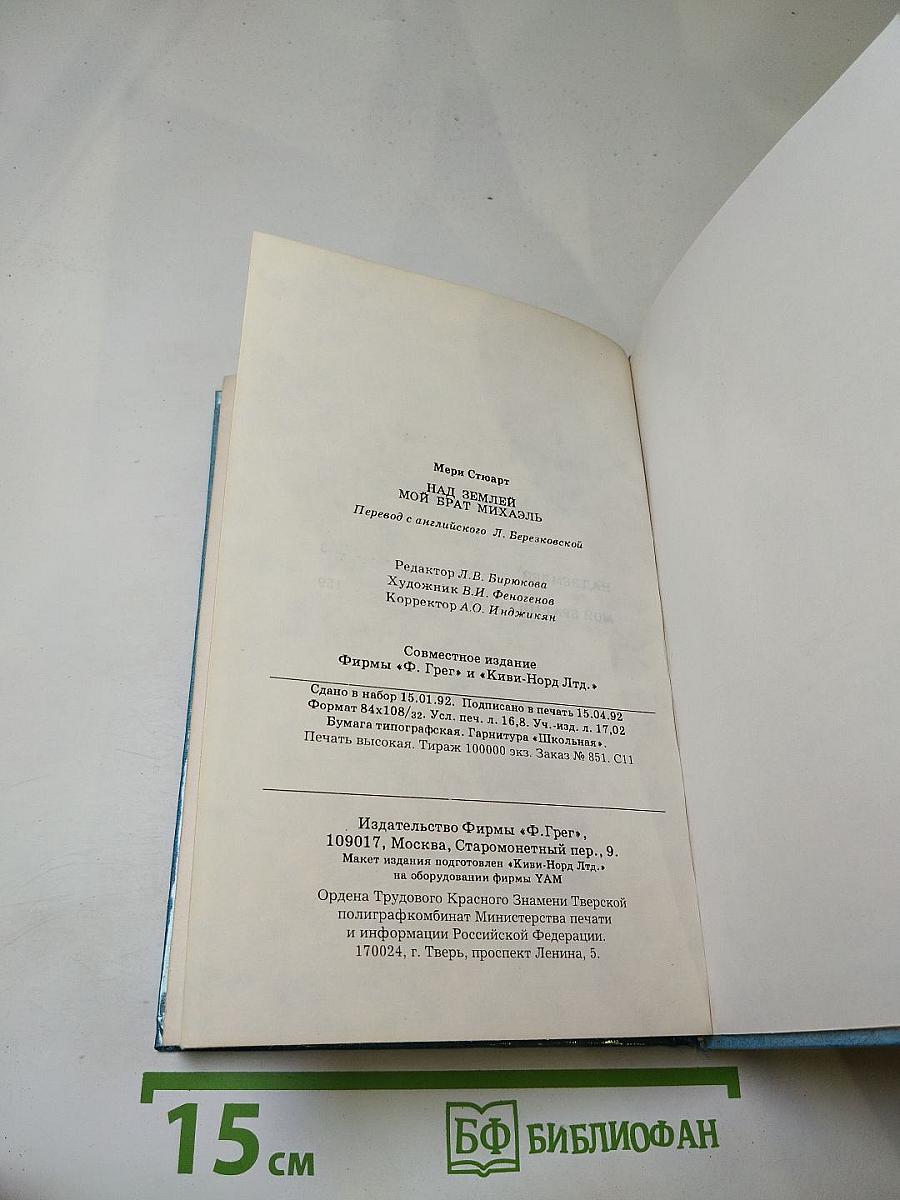 Мери Стюарт
НАД ЗЕМЛЕЙ
МОЙ БРАТ МИХАЭЛЬ
Перевод с английского Л. Березковской
Редактор Л.В. Бирюкова
Художник В.И. Феногенов
Корректор А.О. Инджикян
Совместное издание
Фирмы «Ф. Грег» и «Киви-Норд Лтд.»
Сдано в набор 15.01.92. Подписано в печать 15.04.92
Формат 84х108/32. Усл. печ. л. 16,8. Уч.-изд. л. 17,02
Бумага типографская. Гарнитура «Школьная».
Печать высокая. Тираж 100000 экз. Заказ № 851. С11
Издательство Фирмы «Ф.Грег»,
109017, Москва, Старомонетный пер., 9.
Макет издания подготовлен «Киви-Норд Лтд.»
на оборудовании фирмы YAM
Ордена Трудового Красного Знамени Тверской
полиграфкомбинат Министерства печати
и информации Российской Федерации.
170024, г. Тверь, проспект Ленина, 5.
15 см
БФ БИБЛИОФАН